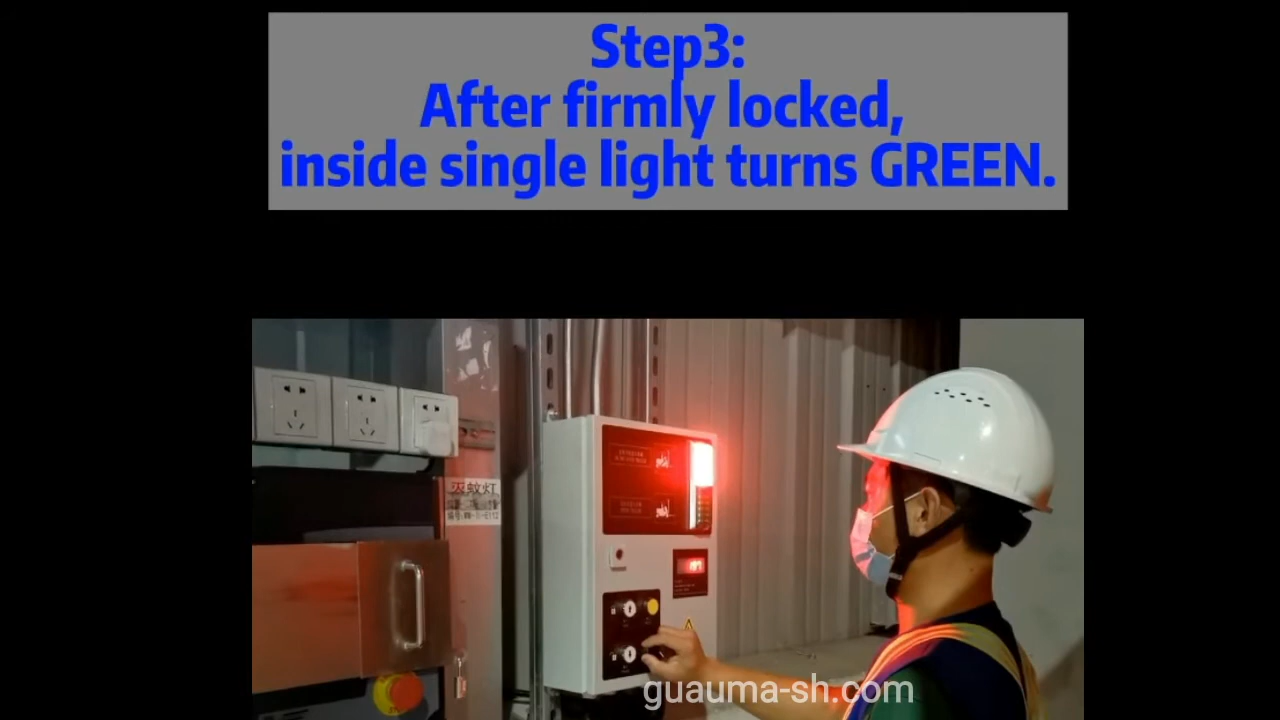 Step3:
After firmly locked,
inside single light turns GREEN.
灭蚊灯
guauma-sh.com